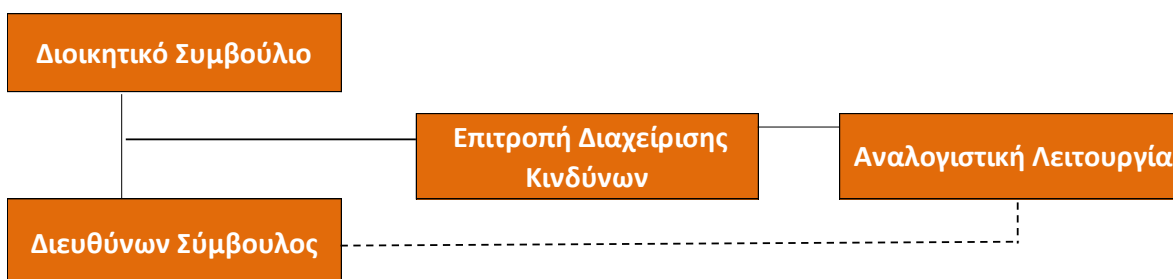 Διοικητικό Συμβούλιο
Επιτροπή Διαχείρισης
Κινδύνων
Αναλογιστική Λειτουργία
Διευθύνων Σύμβουλος